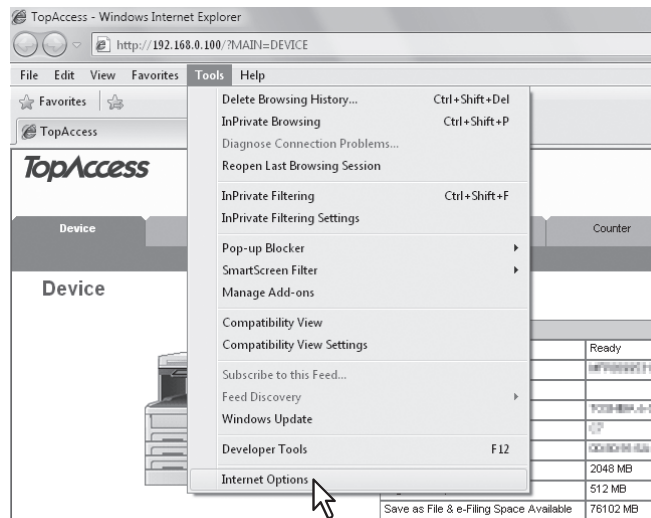 TopAccess - Windows Internet Explorer
http://192.168.0.100/?MAIN=DEVICE
File Edit View Favorites Tools Help
Favorites
TopAccess
TopAccess
Device
Counter
Device
Delete Browsing History... Ctrl+Shift+Del
InPrivate Browsing Ctrl+Shift+P
Diagnose Connection Problems...
Reopen Last Browsing Session
InPrivate Filtering Ctrl+Shift+F
InPrivate Filtering Settings
Pop-up Blocker
SmartScreen Filter
Manage Add-ons
Compatibility View
Compatibility View Settings
Subscribe to this Feed...
Feed Discovery
Windows Update
Developer Tools F12
Internet Options
Ready
2048 MB
512 MB
Save as File & e-Filing Space Available 76102 MB